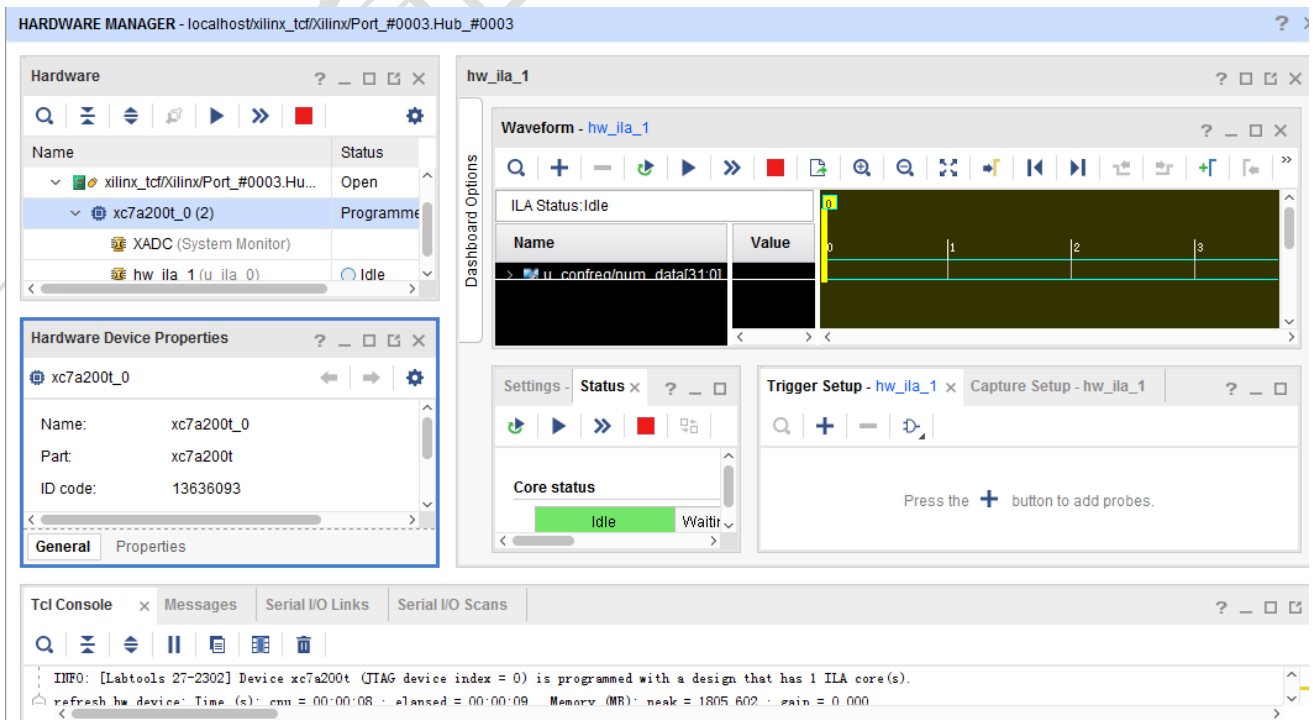 HARDWARE MANAGER - localhost/xilinx_tcf/Xilinx/Port_#0003.Hub_#0003
Hardware
Name Status
xilinx_tcf/Xilinx/Port_#0003.Hu... Open
xc7a200t_0 (2) Programme
XADC (System Monitor)
hw_ila_1 (u_ila_0) Idle
Hardware Device Properties
xc7a200t_0
Name: xc7a200t_0
Part: xc7a200t
ID code: 13636093
General Properties
hw_ila_1
Dashboard Options
Waveform - hw_ila_1
ILA Status:Idle
Name Value
u_confreg/num_data[31:0]
0
0 1 2 3
Settings - Status
Core status
Idle Waitin
Trigger Setup - hw_ila_1 Capture Setup - hw_ila_1
Press the + button to add probes.
Tcl Console Messages Serial I/O Links Serial I/O Scans
INFO: [Labtools 27-2302] Device xc7a200t (JTAG device index = 0) is programmed with a design that has 1 ILA core(s).
refresh_hw_device: Time (s): cpu = 00:00:08 ; elapsed = 00:00:09 . Memory (MB): peak = 1805.602 ; gain = 0.000